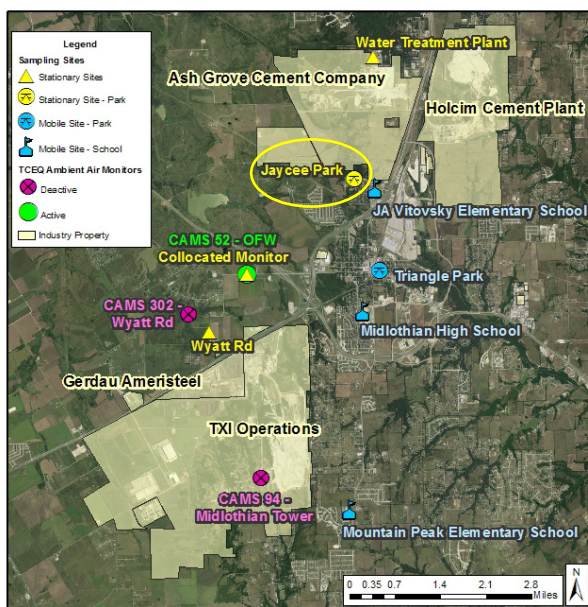 Legend
Sampling Sites
Stationary Sites
Stationary Site - Park
Mobile Site - Park
Mobile Site - School
TCEQ Ambient Air Monitors
Deactive
Active
Industry Property
Water Treatment Plant
Ash Grove Cement Company
Holcim Cement Plant
Jaycee Park
JA Vitovsky Elementary School
CAMS 52 - OFW
Collocated Monitor
Triangle Park
CAMS 302 -
Wyatt Rd
Midlothian High School
Wyatt Rd
Gerdau Ameristeel
TXI Operations
CAMS 94 -
Midlothian Tower
Mountain Peak Elementary School
0 0.35 0.7 1.4 2.1 2.8
Miles
N